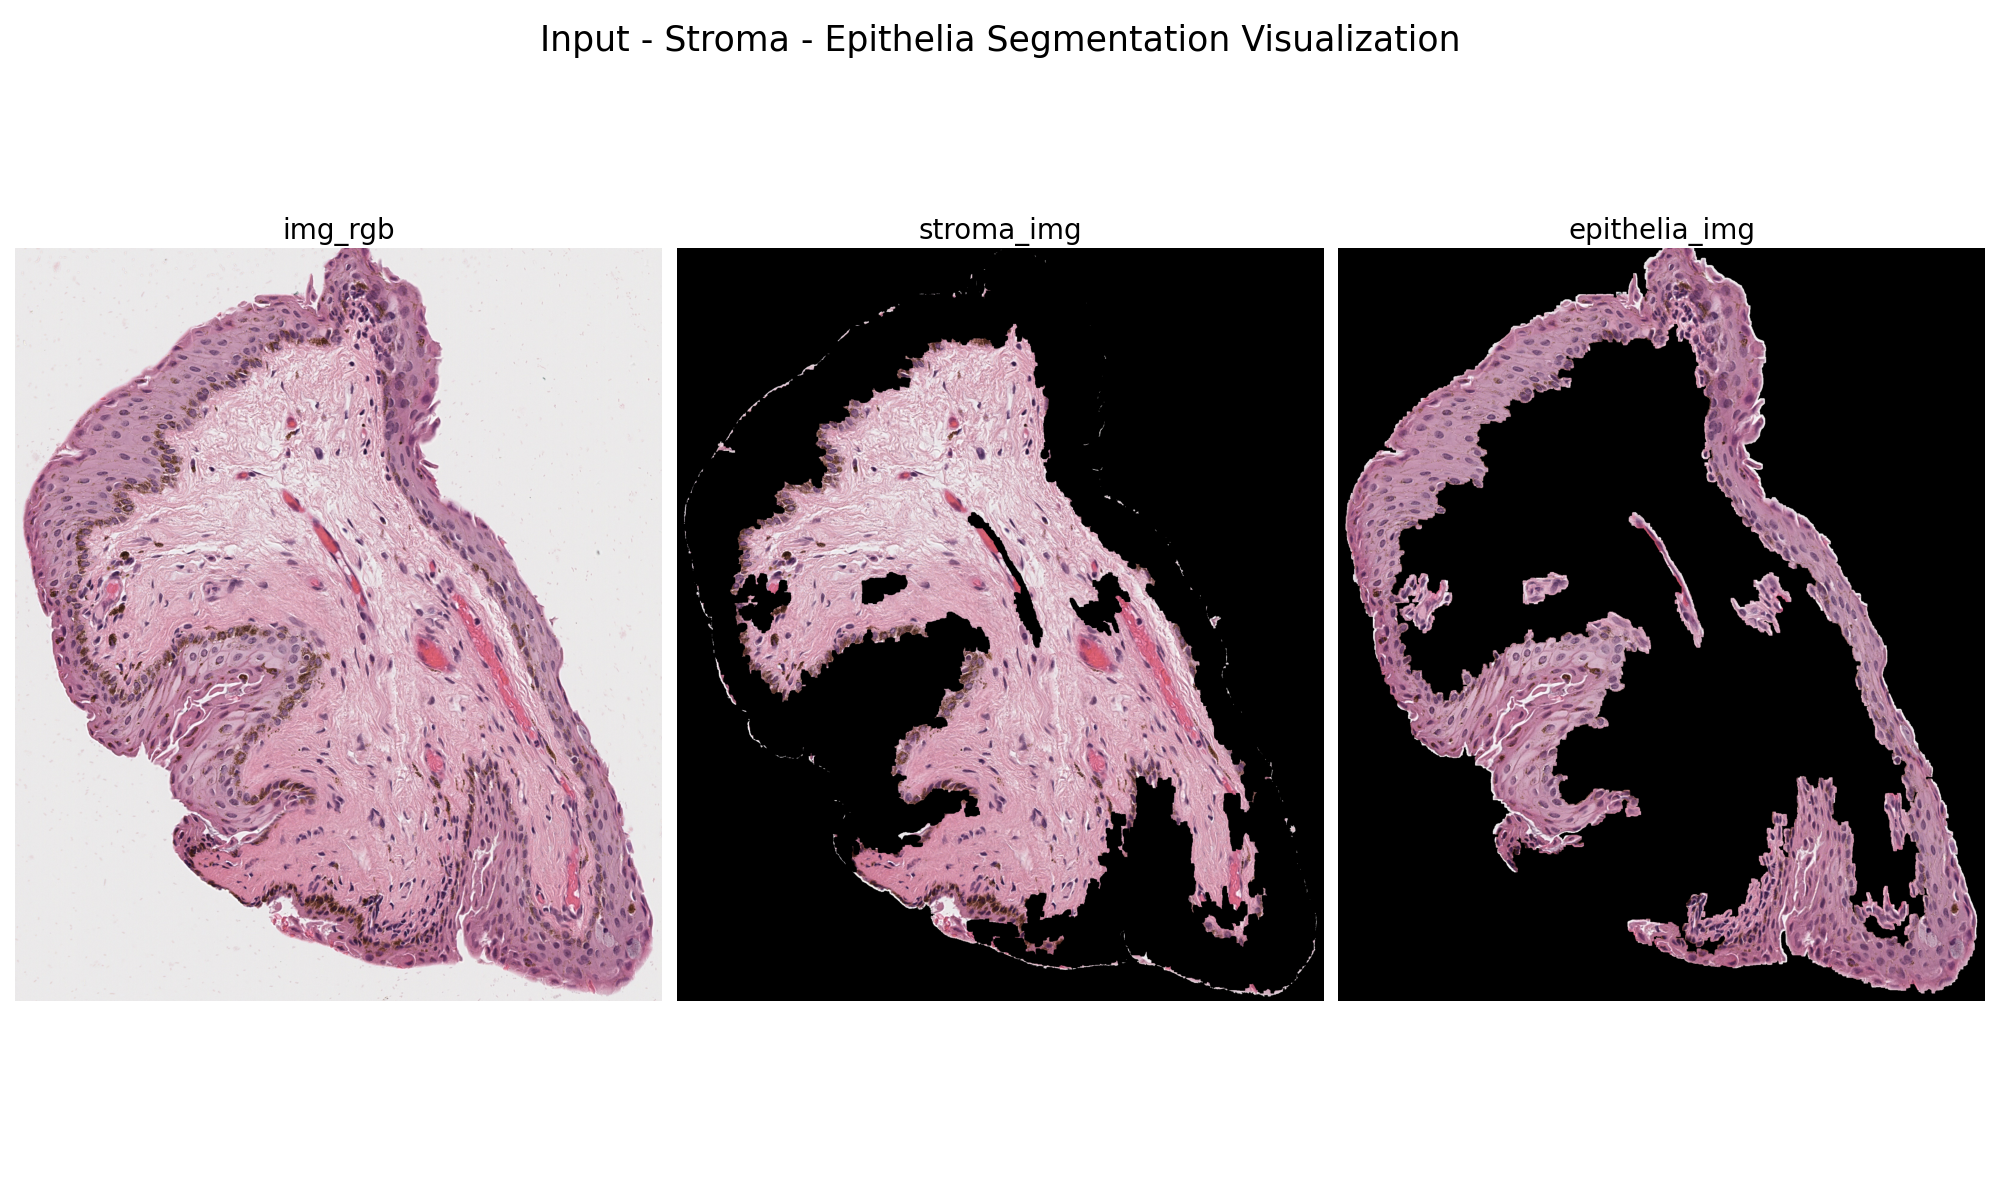 Input - Stroma - Epithelia Segmentation Visualization
img_rgb
stroma_img
epithelia_img